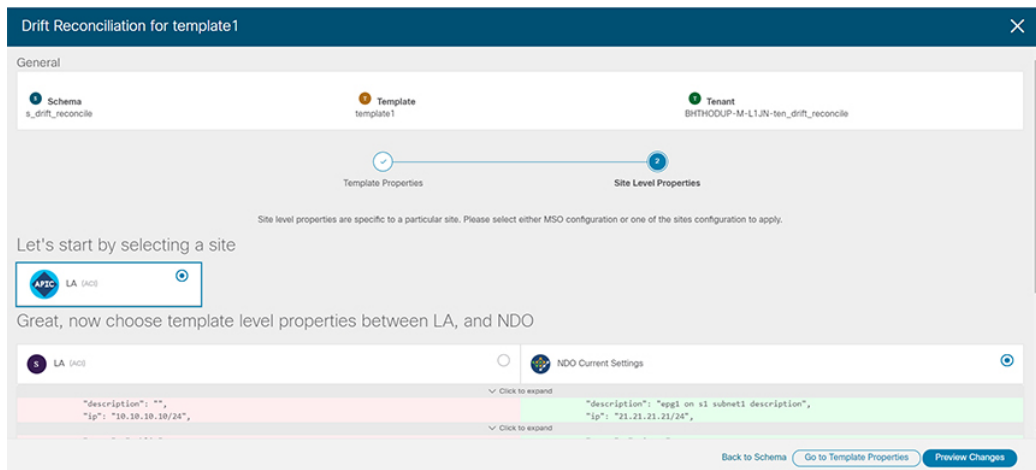 Drift Reconciliation for template1
General
S Schema
s_drift_reconcile
T Template
template1
T Tenant
BHTHODUP-M-L1JN-ten_drift_reconcile
2
Template Properties
Site Level Properties
Site level properties are specific to a particular site. Please select either MSO configuration or one of the sites configuration to apply.
Let's start by selecting a site
APIC LA (ACI)
Great, now choose template level properties between LA, and NDO
S LA (ACI)
NDO Current Settings
Click to expand
"description": "", "description": "epg1 on s1 subnet1 description",
"ip": "10.10.10.10/24", "ip": "21.21.21.21/24",
Click to expand
Back to Schema Go to Template Properties Preview Changes